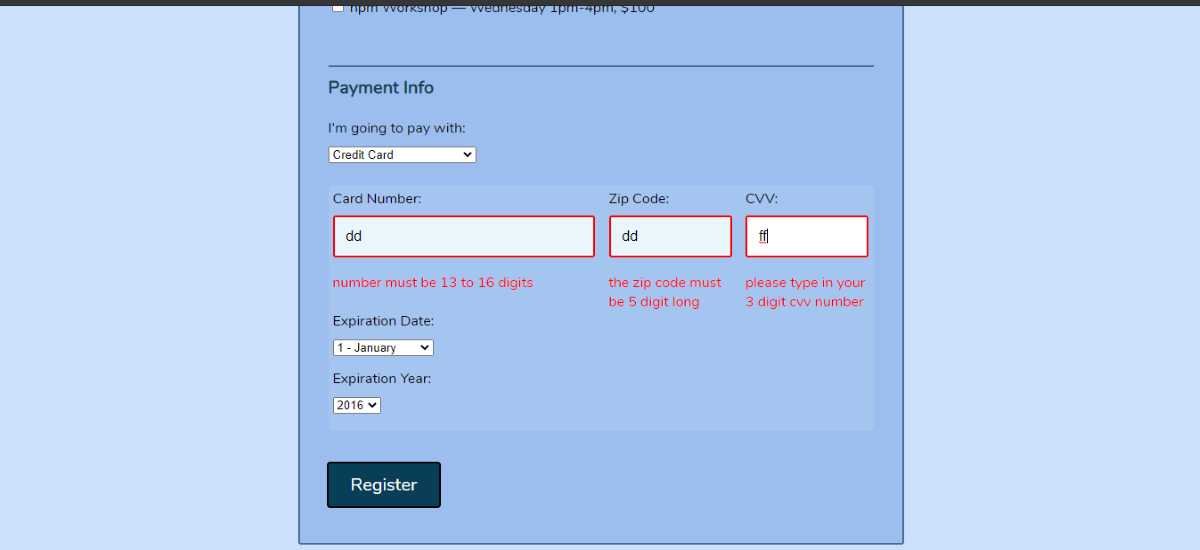 npm Workshop — Wednesday 1pm-4pm, $100
Payment Info
I'm going to pay with:
Credit Card
Card Number:
Zip Code:
CVV:
dd
dd
ff
number must be 13 to 16 digits
the zip code must
be 5 digit long
please type in your
3 digit cvv number
Expiration Date:
1 - January
Expiration Year:
2016
Register